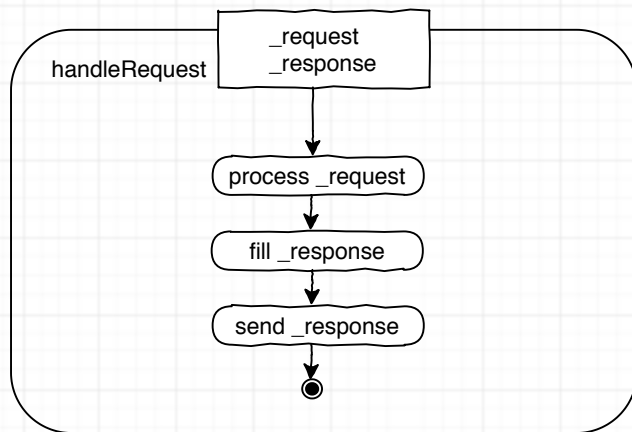 _request
_response
handleRequest
process _request
fill _response
send _response